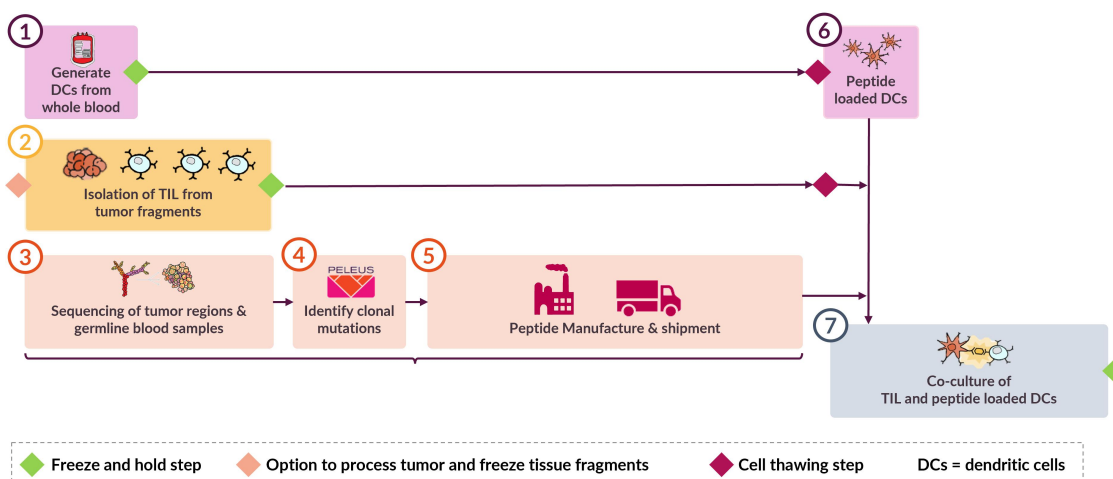 1
Generate
DCs from
whole blood
6
Peptide
loaded DCs
2
Isolation of TIL from
tumor fragments
3
Sequencing of tumor regions &
germline blood samples
4
PELEUS
Identify clonal
mutations
5
Peptide Manufacture & shipment
7
Co-culture of
TIL and peptide loaded DCs
Freeze and hold step
Option to process tumor and freeze tissue fragments
Cell thawing step
DCs = dendritic cells